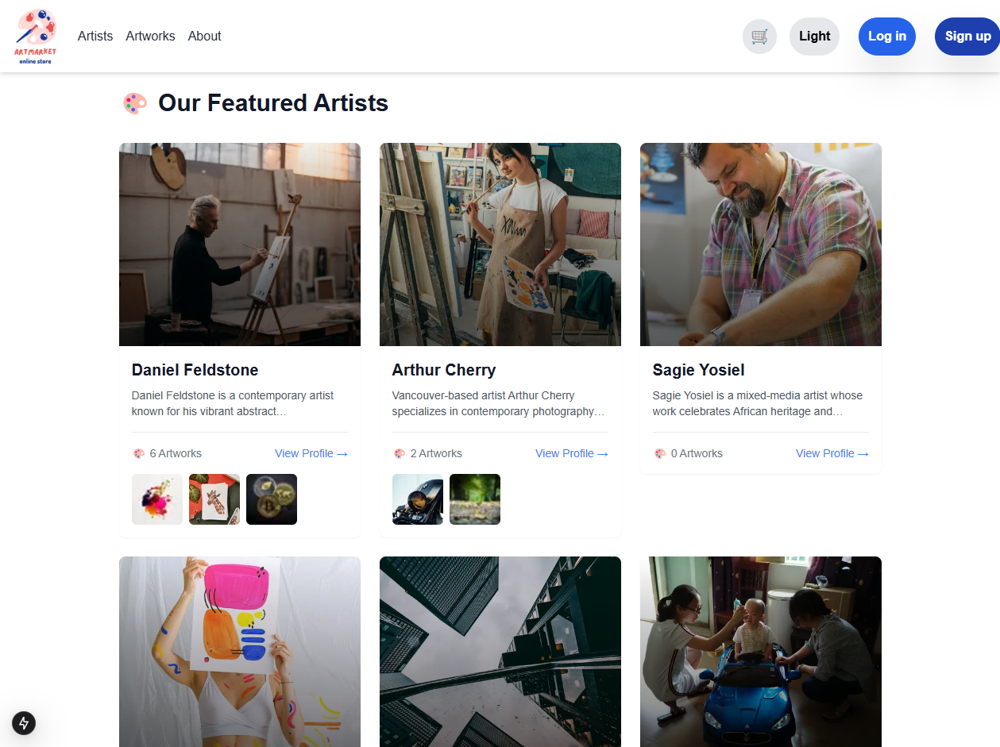 ARTMARKET
online store
Artists
Artworks
About
Light
Log in
Sign up
Our Featured Artists
Daniel Feldstone
Daniel Feldstone is a contemporary artist
known for his vibrant abstract…
6 Artworks
View Profile →
Arthur Cherry
Vancouver-based artist Arthur Cherry
specializes in contemporary photography…
2 Artworks
View Profile →
Sagie Yosiel
Sagie Yosiel is a mixed-media artist whose
work celebrates African heritage and…
0 Artworks
View Profile →